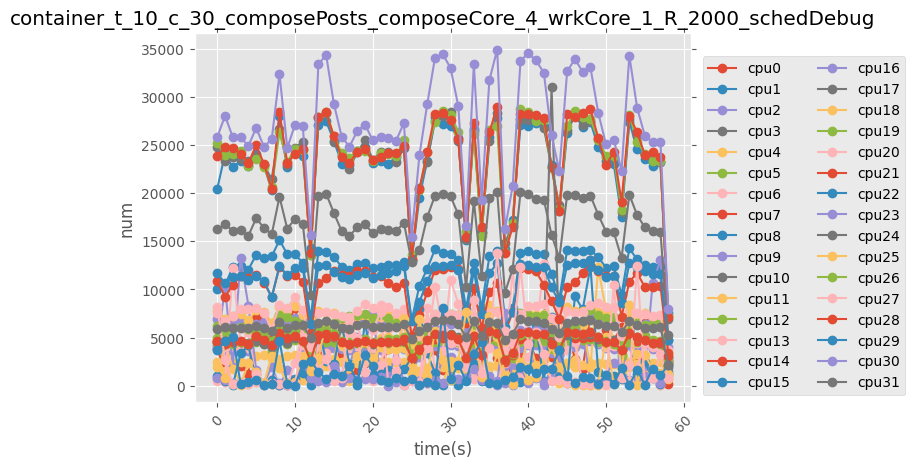 container_t_10_c_30_composePosts_composeCore_4_wrkCore_1_R_2000_schedDebug
35000
30000
25000
20000
15000
10000
5000
0
num
0
10
20
30
40
50
60
time(s)
cpu0
cpu1
cpu2
cpu3
cpu4
cpu5
cpu6
cpu7
cpu8
cpu9
cpu10
cpu11
cpu12
cpu13
cpu14
cpu15
cpu16
cpu17
cpu18
cpu19
cpu20
cpu21
cpu22
cpu23
cpu24
cpu25
cpu26
cpu27
cpu28
cpu29
cpu30
cpu31